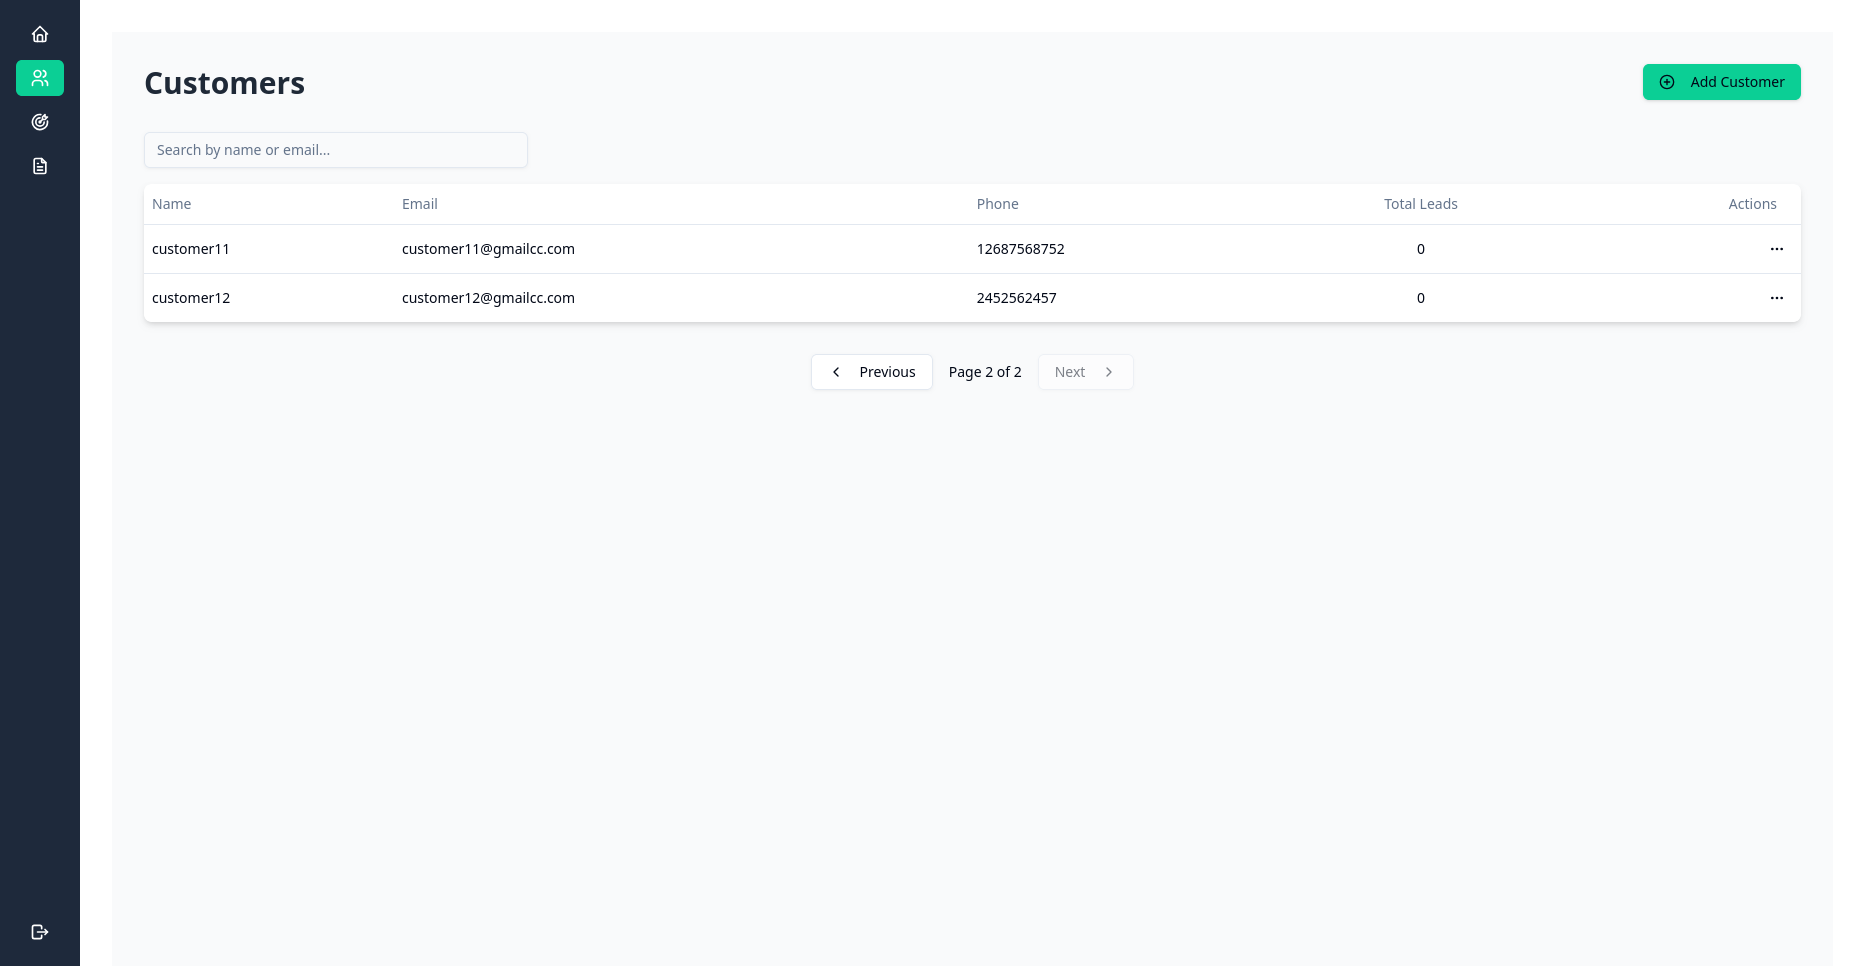 Customers
Add Customer
Search by name or email...
Name Email Phone Total Leads Actions
customer11 customer11@gmailcc.com 12687568752 0
customer12 customer12@gmailcc.com 2452562457 0
Previous Page 2 of 2 Next